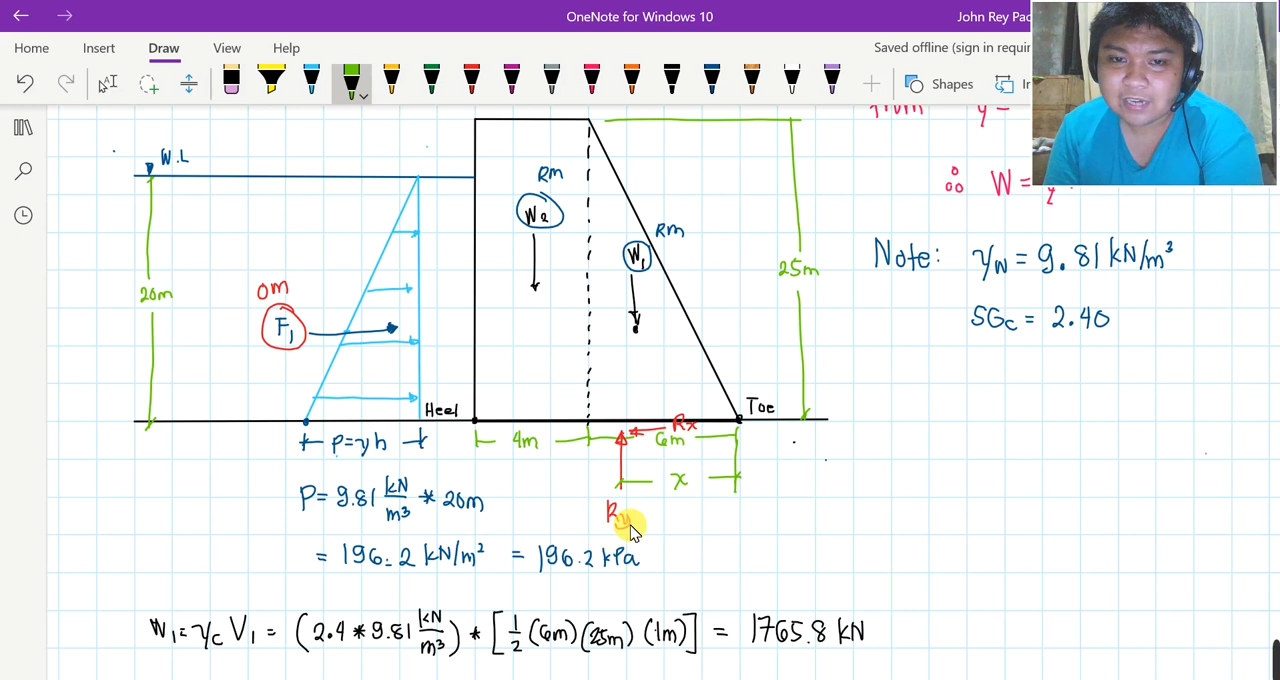 OneNote for Windows 10
John Rey Pac
Home Insert Draw View Help
Saved offline (sign in requir
Shapes In
W.L
20m
0m
F₁
Rm
W₂
Rm
W₁
25m
Heel
Toe
P=γh
4m
6m
Rx
x
Ry
P= 9.81 kN/m³ * 20m
= 196.2 kN/m² = 196.2 kPa
W₁=γc V₁ = (2.4*9.81 kN/m³) * [1/2 (6m)(25m)(1m)] = 1765.8 kN
∴ W = γ
Note: γw = 9.81 kN/m³
SGc = 2.40